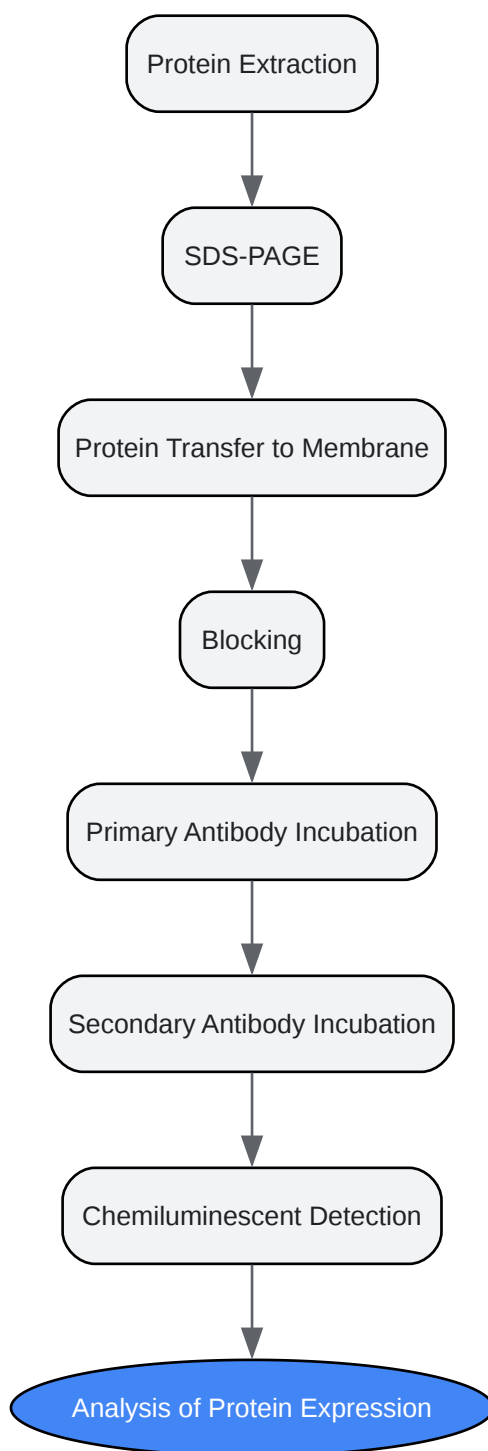 Protein Extraction
SDS-PAGE
Protein Transfer to Membrane
Blocking
Primary Antibody Incubation
Secondary Antibody Incubation
Chemiluminescent Detection
Analysis of Protein Expression